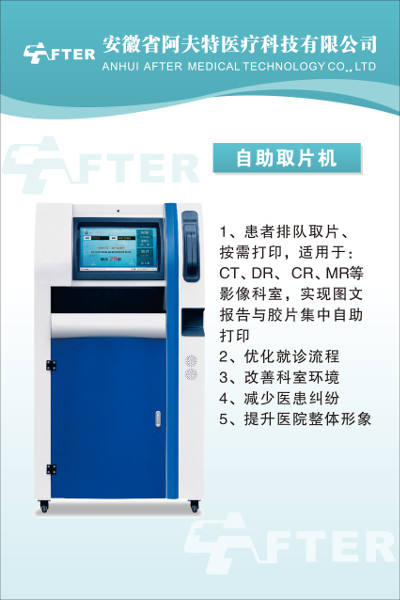 AFTER 安徽省阿夫特医疗科技有限公司
ANHUI AFTER MEDICAL TECHNOLOGY CO.,LTD
AFTER
自助取片机
1、患者排队取片、
按需打印，适用于：
CT、DR、CR、MR等
影像科室，实现图文
报告与胶片集中自助
打印
2、优化就诊流程
3、改善科室环境
4、减少医患纠纷
5、提升医院整体形象
AFTER